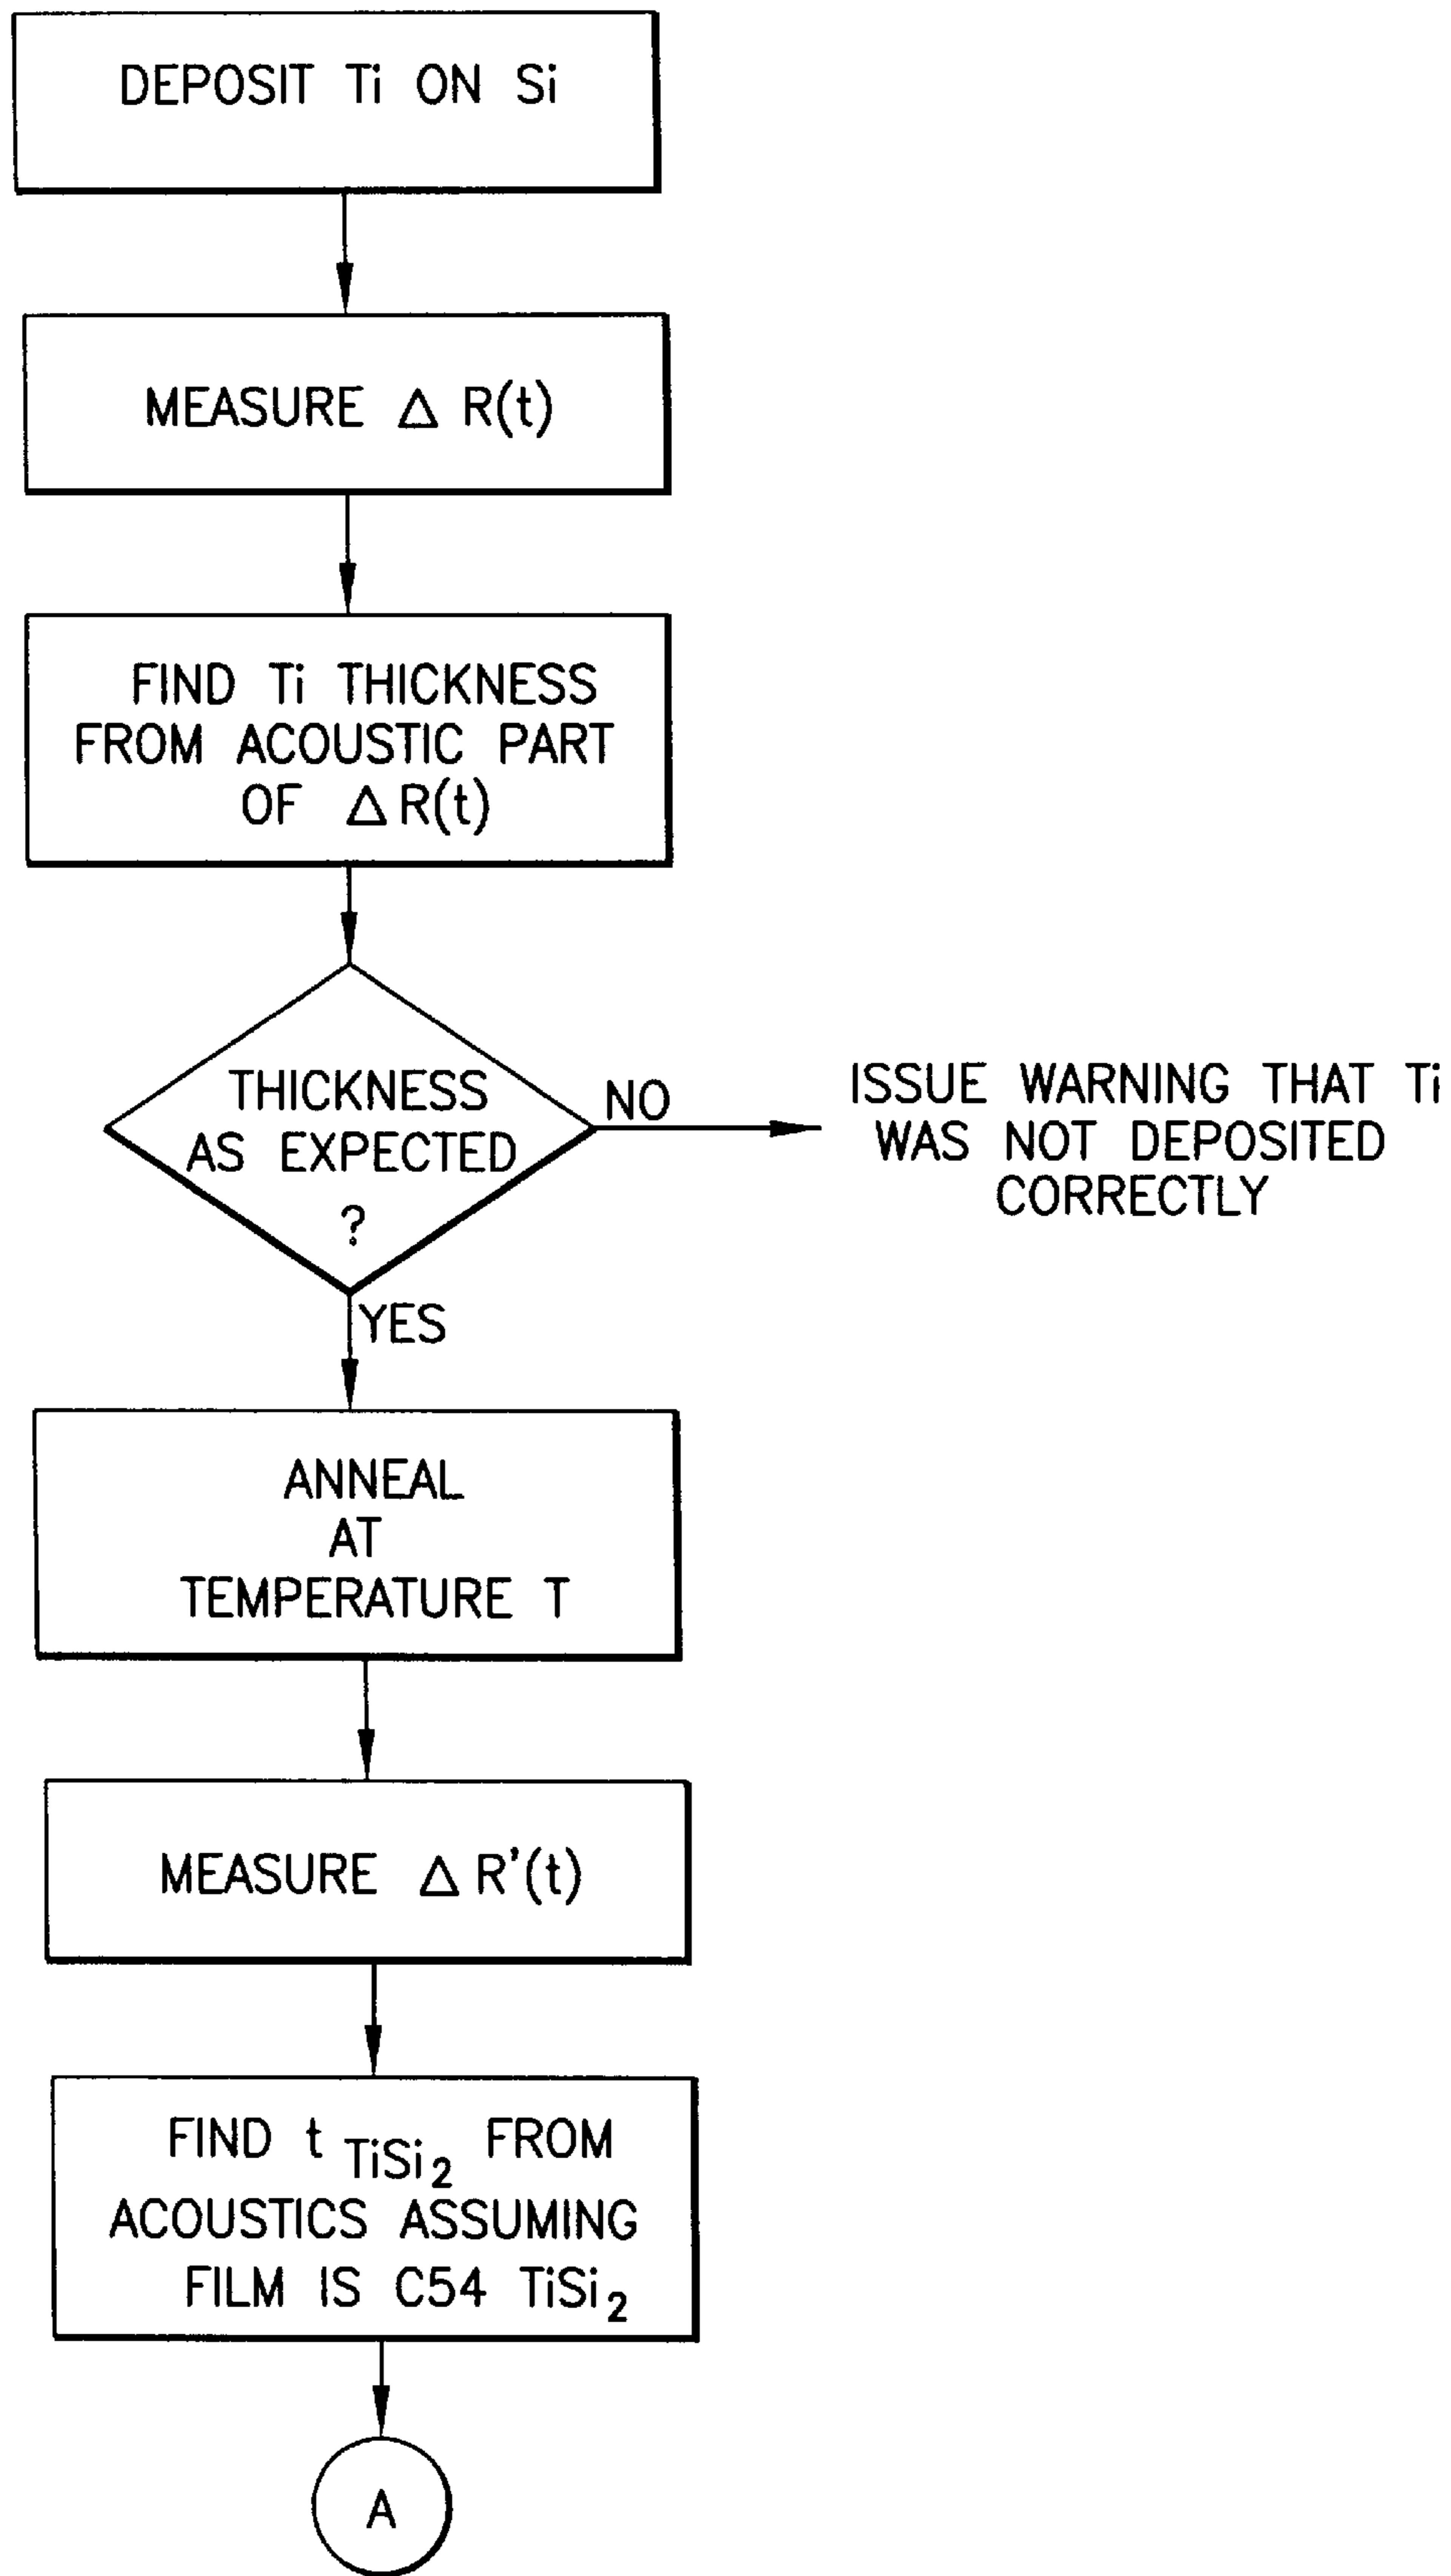 DEPOSIT Ti ON Si
MEASURE Δ R(t)
FIND Ti THICKNESS
FROM ACOUSTIC PART
OF Δ R(t)
THICKNESS
AS EXPECTED
?
NO
ISSUE WARNING THAT Ti
WAS NOT DEPOSITED
CORRECTLY
YES
ANNEAL
AT
TEMPERATURE T
MEASURE Δ R'(t)
FIND t TiSi₂ FROM
ACOUSTICS ASSUMING
FILM IS C54 TiSi₂
A